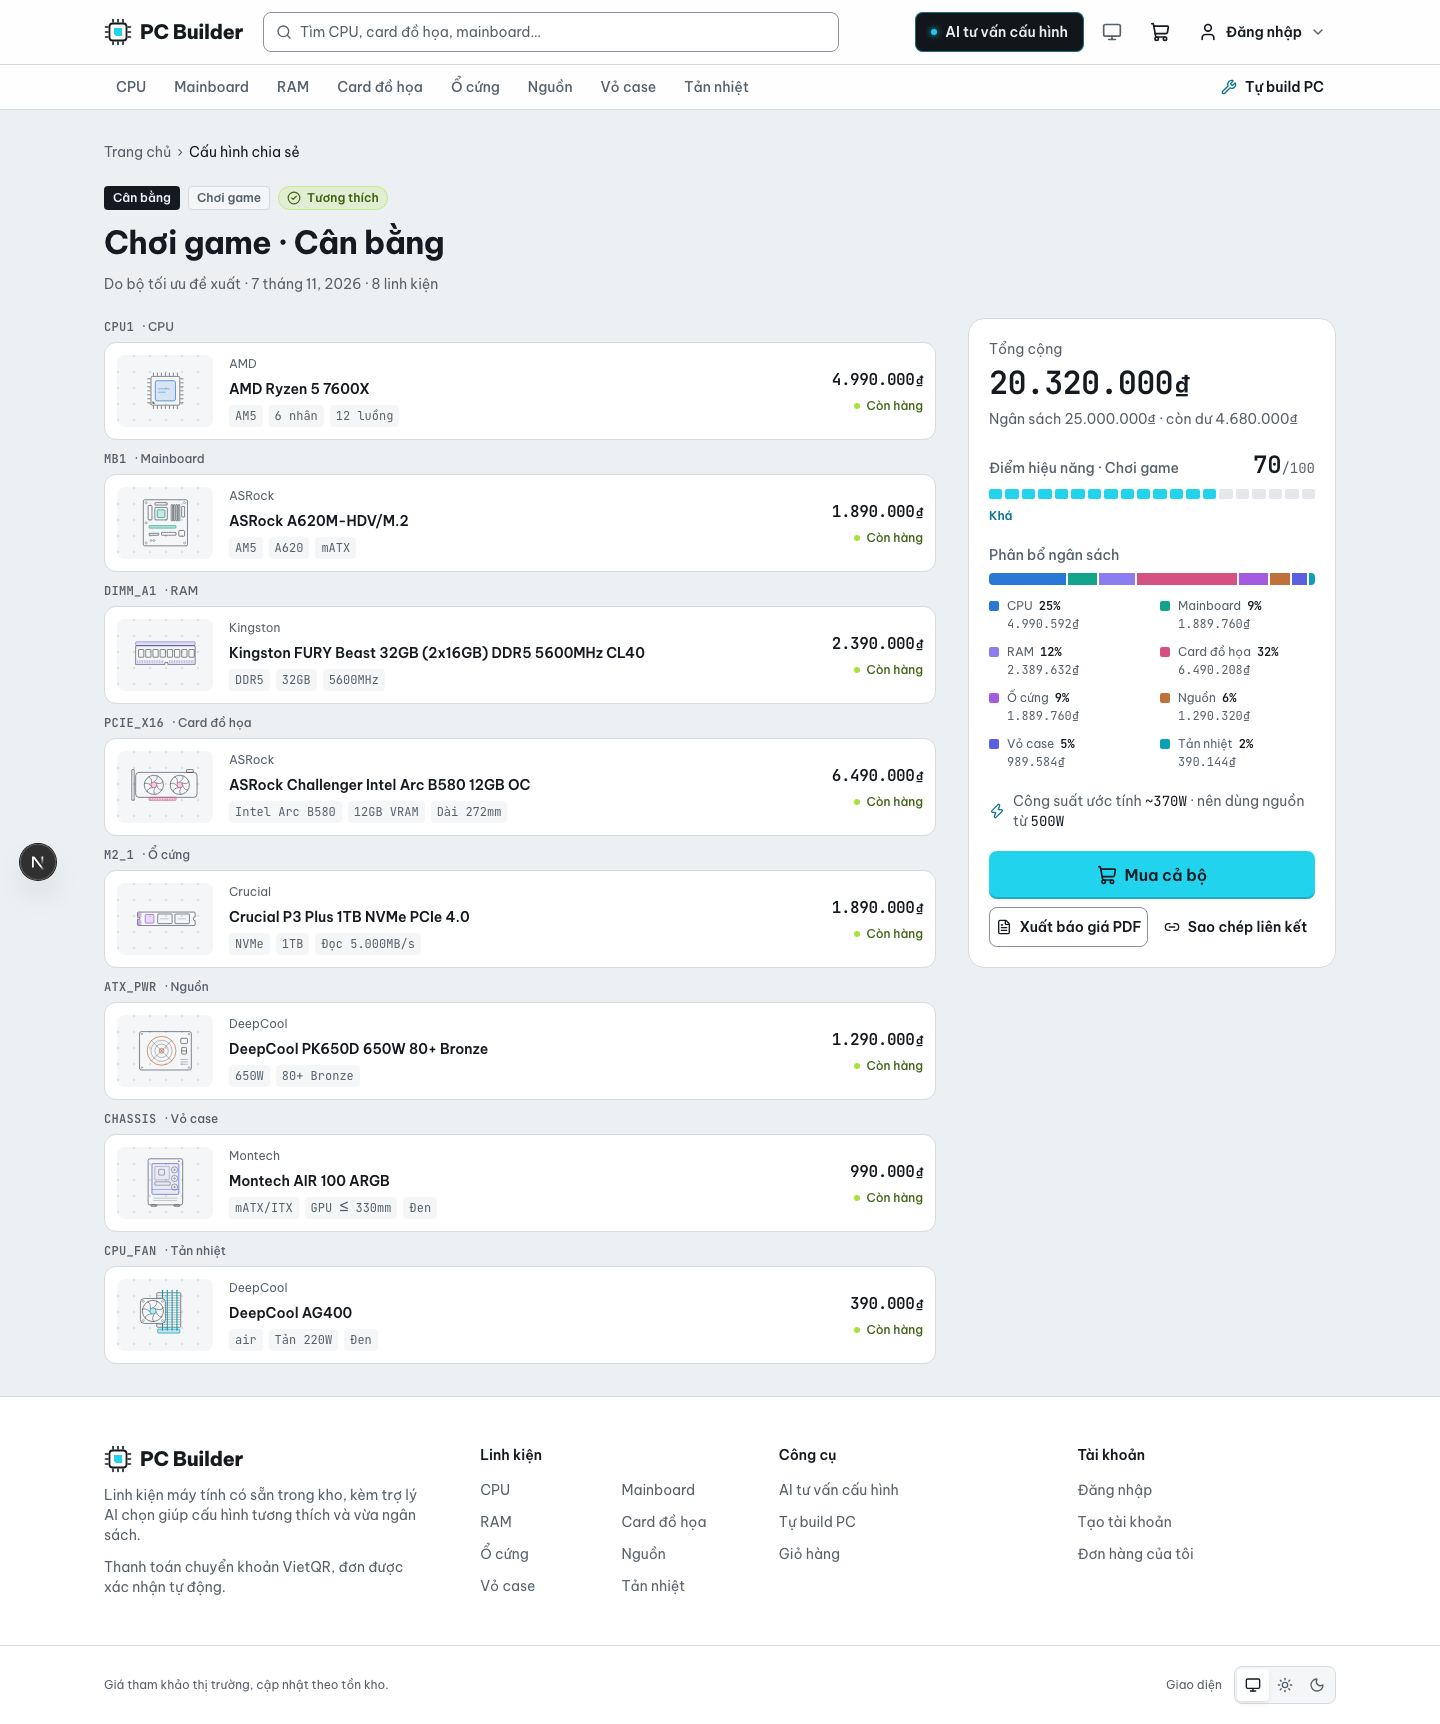 PC Builder
Tìm CPU, card đồ họa, mainboard...
AI tư vấn cấu hình
Đăng nhập
CPU
Mainboard
RAM
Card đồ họa
Ổ cứng
Nguồn
Vỏ case
Tản nhiệt
Tự build PC
Trang chủ › Cấu hình chia sẻ
Cân bằng
Chơi game
Tương thích
Chơi game · Cân bằng
Do bộ tối ưu đề xuất · 7 tháng 11, 2026 · 8 linh kiện
CPU1 · CPU
AMD
AMD Ryzen 5 7600X
AM5 6 nhân 12 luồng
4.990.000₫
Còn hàng
MB1 · Mainboard
ASRock
ASRock A620M-HDV/M.2
AM5 A620 mATX
1.890.000₫
Còn hàng
DIMM_A1 · RAM
Kingston
Kingston FURY Beast 32GB (2x16GB) DDR5 5600MHz CL40
DDR5 32GB 5600MHz
2.390.000₫
Còn hàng
PCIE_X16 · Card đồ họa
ASRock
ASRock Challenger Intel Arc B580 12GB OC
Intel Arc B580 12GB VRAM Dài 272mm
6.490.000₫
Còn hàng
M2_1 · Ổ cứng
Crucial
Crucial P3 Plus 1TB NVMe PCIe 4.0
NVMe 1TB Đọc 5.000MB/s
1.890.000₫
Còn hàng
ATX_PWR · Nguồn
DeepCool
DeepCool PK650D 650W 80+ Bronze
650W 80+ Bronze
1.290.000₫
Còn hàng
CHASSIS · Vỏ case
Montech
Montech AIR 100 ARGB
mATX/ITX GPU ≤ 330mm Đen
990.000₫
Còn hàng
CPU_FAN · Tản nhiệt
DeepCool
DeepCool AG400
air Tản 220W Đen
390.000₫
Còn hàng
Tổng cộng
20.320.000₫
Ngân sách 25.000.000₫ · còn dư 4.680.000₫
Điểm hiệu năng · Chơi game 70/100
Khá
Phân bổ ngân sách
CPU 25%
4.990.592₫
Mainboard 9%
1.889.760₫
RAM 12%
2.389.632₫
Card đồ họa 32%
6.490.208₫
Ổ cứng 9%
1.889.760₫
Nguồn 6%
1.290.320₫
Vỏ case 5%
989.584₫
Tản nhiệt 2%
390.144₫
Công suất ước tính ~370W · nên dùng nguồn
từ 500W
Mua cả bộ
Xuất báo giá PDF
Sao chép liên kết
N
PC Builder
Linh kiện máy tính có sẵn trong kho, kèm trợ lý
AI chọn giúp cấu hình tương thích và vừa ngân
sách.
Thanh toán chuyển khoản VietQR, đơn được
xác nhận tự động.
Linh kiện
CPU
Mainboard
RAM
Card đồ họa
Ổ cứng
Nguồn
Vỏ case
Tản nhiệt
Công cụ
AI tư vấn cấu hình
Tự build PC
Giỏ hàng
Tài khoản
Đăng nhập
Tạo tài khoản
Đơn hàng của tôi
Giá tham khảo thị trường, cập nhật theo tồn kho.
Giao diện